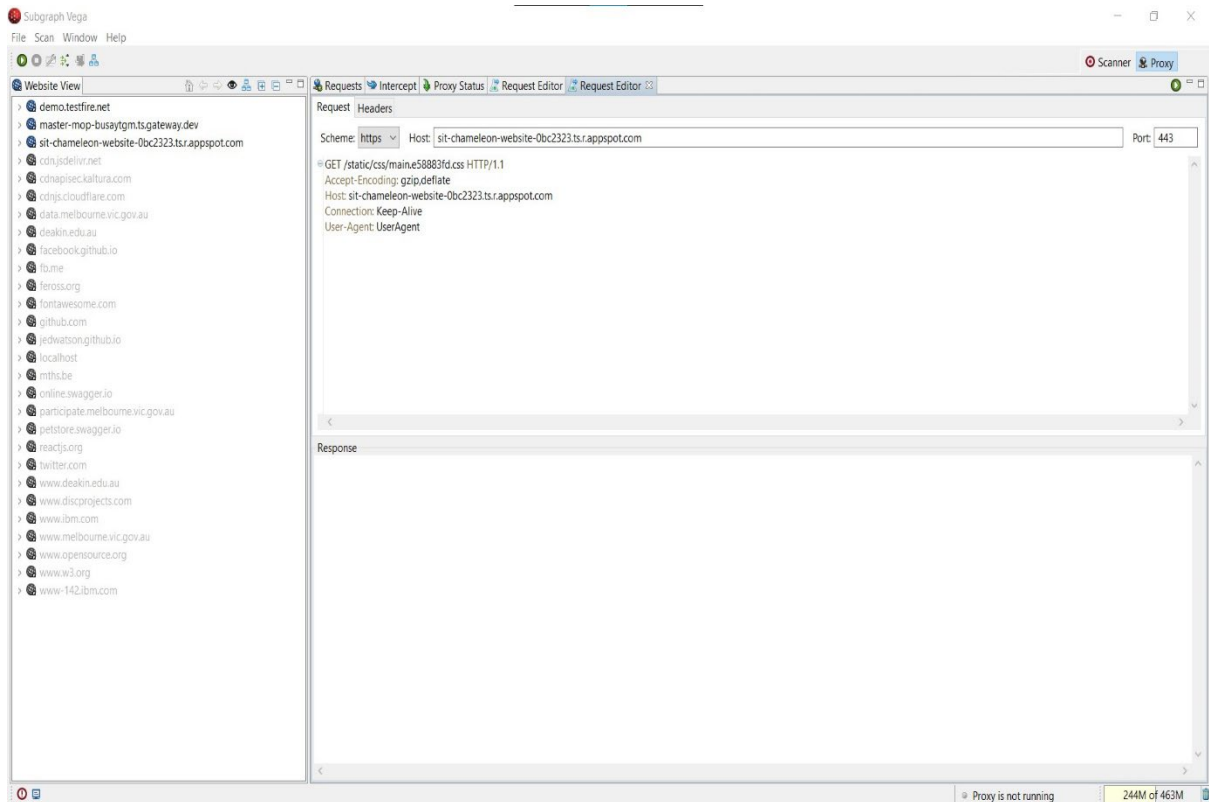 Subgraph Vega
File Scan Window Help
Scanner Proxy
Website View
Requests Intercept Proxy Status Request Editor Request Editor
demo.testfire.net
master-mop-busaytgm.ts.gateway.dev
sit-chameleon-website-0bc2323.ts.r.appspot.com
cdn.jsdelivr.net
cdnapisec.kaltura.com
cdnjs.cloudflare.com
data.melbourne.vic.gov.au
deakin.edu.au
facebook.github.io
fb.me
feross.org
fontawesome.com
github.com
jedwatson.github.io
localhost
mths.be
online.swagger.io
participate.melbourne.vic.gov.au
petstore.swagger.io
reactjs.org
twitter.com
www.deakin.edu.au
www.discprojects.com
www.ibm.com
www.melbourne.vic.gov.au
www.opensource.org
www.w3.org
www-142.ibm.com
Request Headers
Scheme: https Host: sit-chameleon-website-0bc2323.ts.r.appspot.com Port: 443
GET /static/css/main.e58883fd.css HTTP/1.1
Accept-Encoding: gzip,deflate
Host: sit-chameleon-website-0bc2323.ts.r.appspot.com
Connection: Keep-Alive
User-Agent: UserAgent
Response
Proxy is not running 244M of 463M